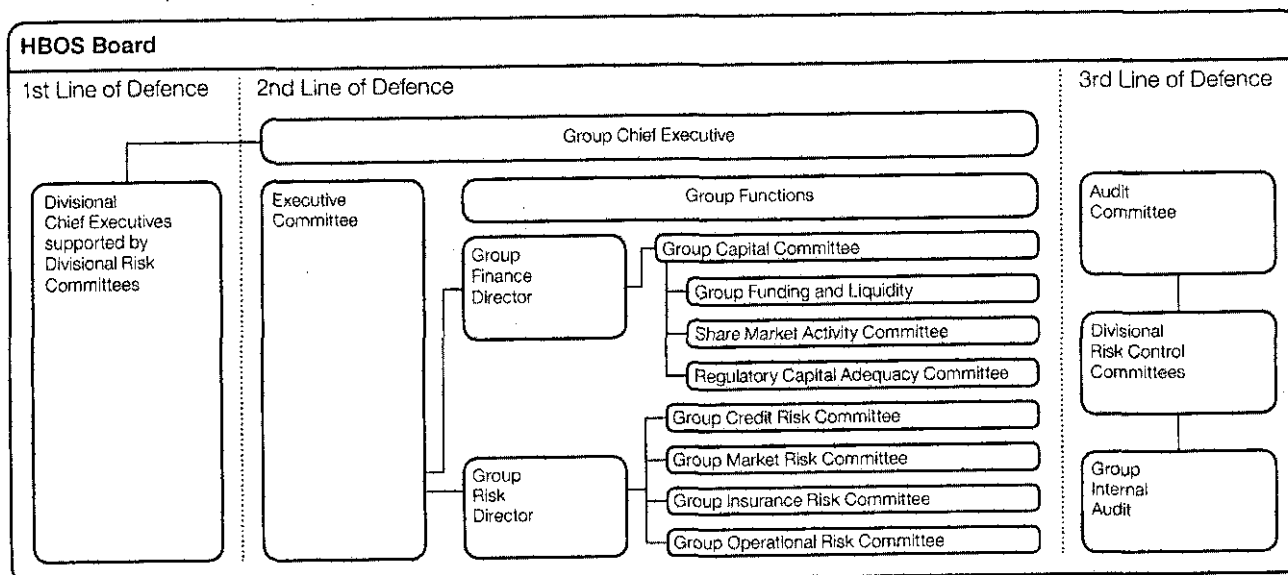 HBOS Board
1st Line of Defence
2nd Line of Defence
3rd Line of Defence
Group Chief Executive
Divisional
Chief Executives
supported by
Divisional Risk
Committees
Executive
Committee
Group Functions
Group
Finance
Director
Group Capital Committee
Group Funding and Liquidity
Share Market Activity Committee
Regulatory Capital Adequacy Committee
Group
Risk
Director
Group Credit Risk Committee
Group Market Risk Committee
Group Insurance Risk Committee
Group Operational Risk Committee
Audit
Committee
Divisional
Risk Control
Committees
Group
Internal
Audit